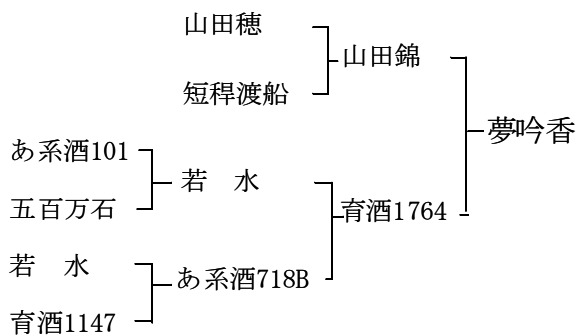 山田穂
山田錦
短稈渡船
夢吟香
あ系酒101
若　水
五百万石
育酒1764
若　水
あ系酒718B
育酒1147